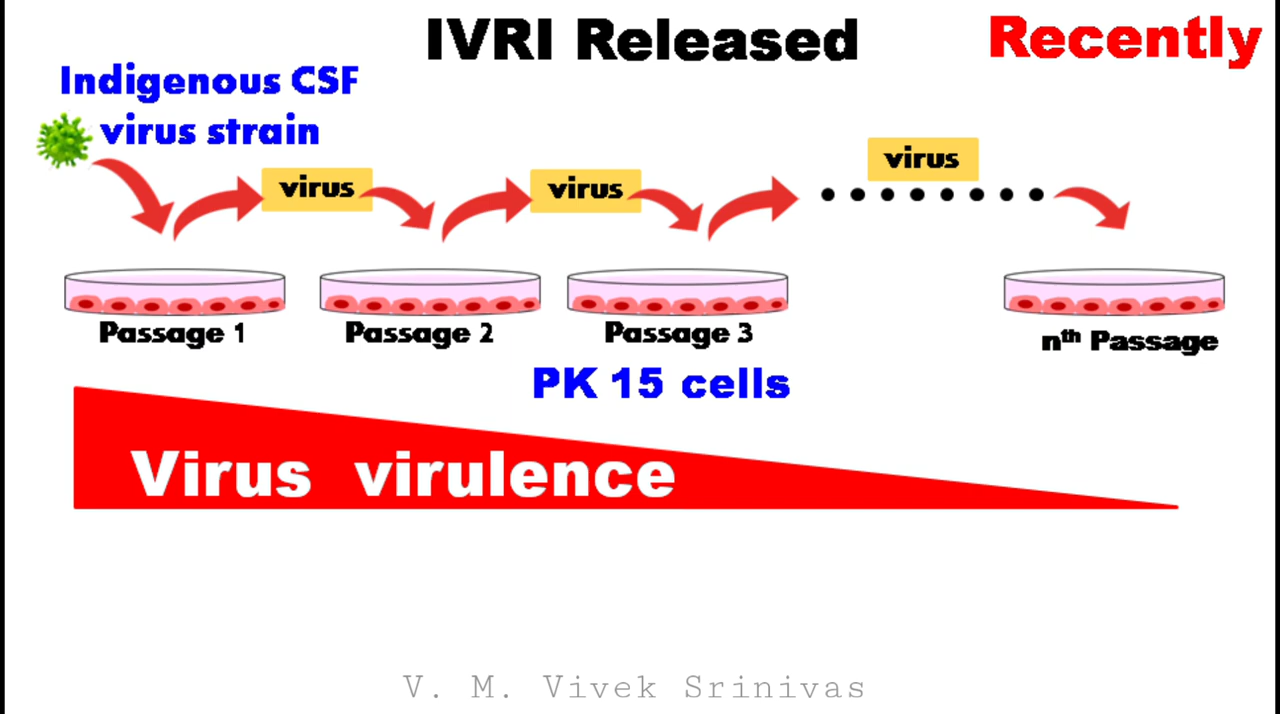 IVRI Released
Recently
Indigenous CSF
virus strain
virus
virus
virus
Passage 1
Passage 2
Passage 3
nth Passage
PK 15 cells
Virus virulence
V. M. Vivek Srinivas